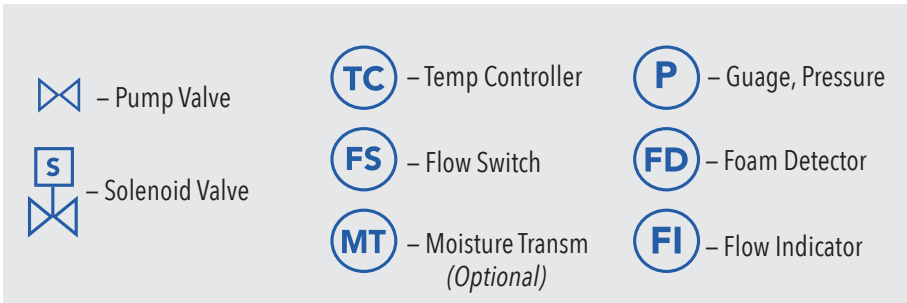 – Pump Valve
S
– Solenoid Valve
TC – Temp Controller
FS – Flow Switch
MT – Moisture Transm
(Optional)
P – Guage, Pressure
FD – Foam Detector
FI – Flow Indicator